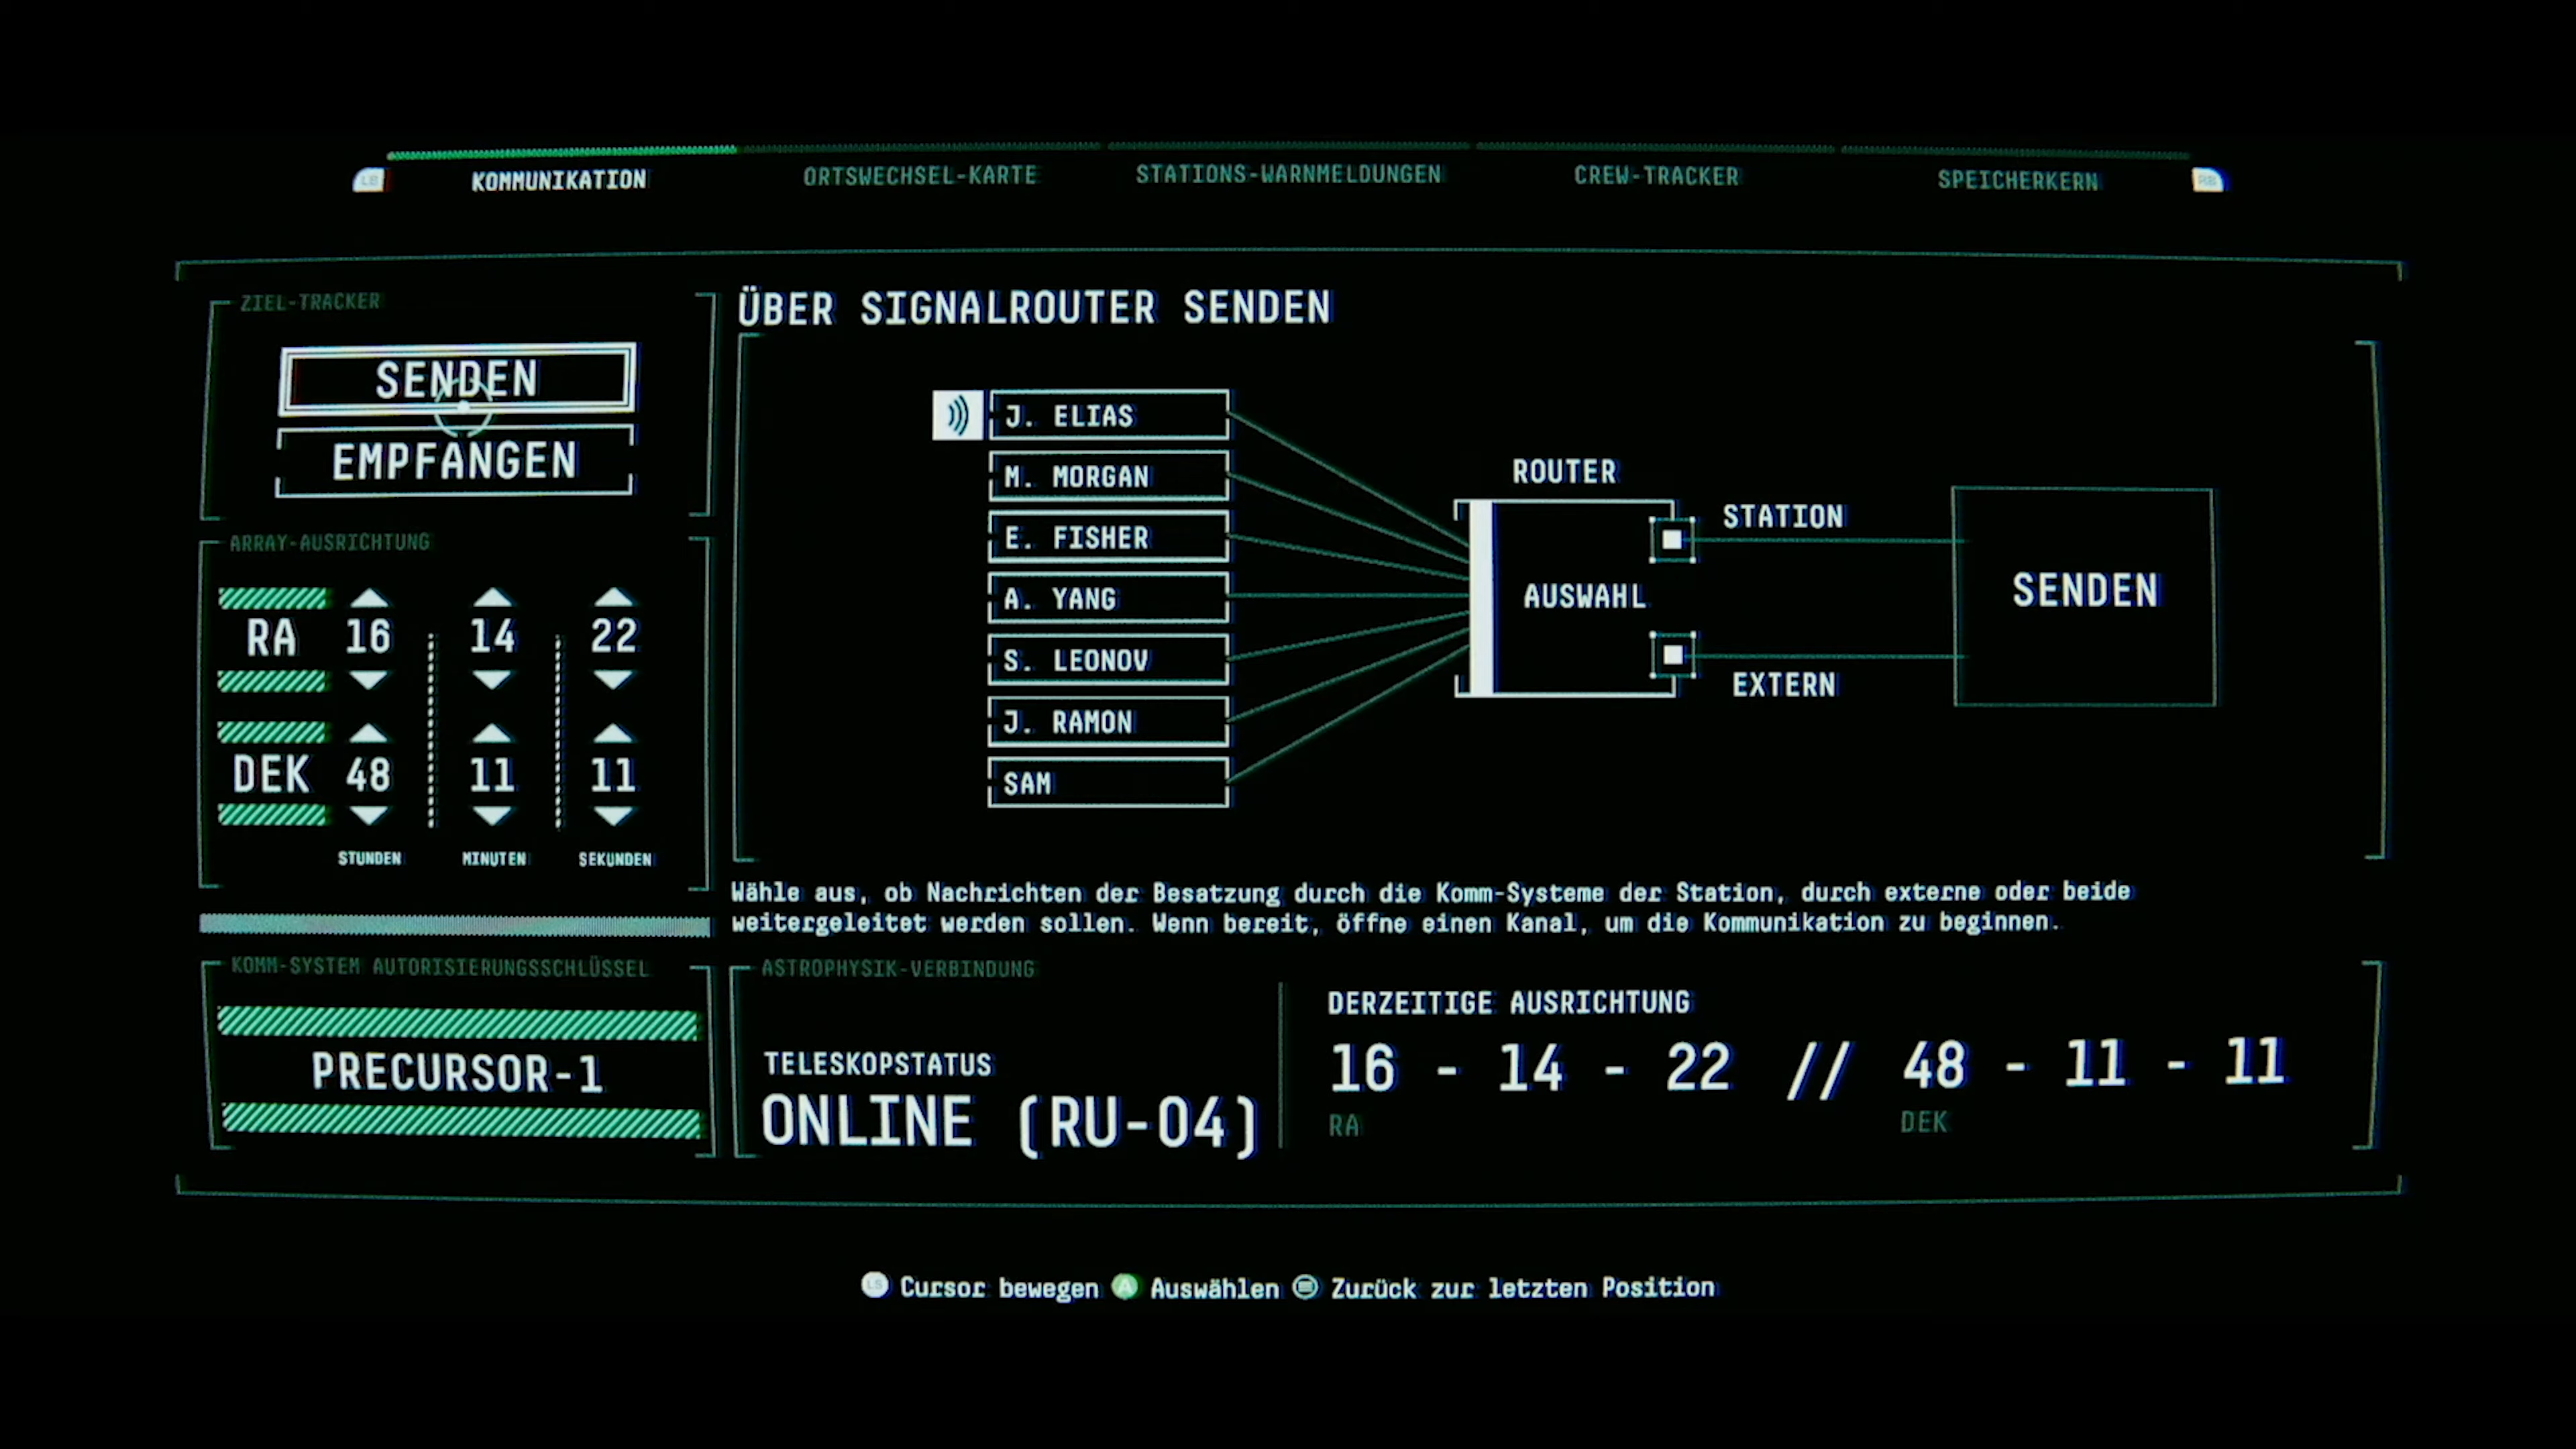 LB
KOMMUNIKATION
ORTSWECHSEL-KARTE
STATIONS-WARNMELDUNGEN
CREW-TRACKER
SPEICHERKERN
RB
ZIEL-TRACKER
SENDEN
EMPFANGEN
ARRAY-AUSRICHTUNG
RA 16 14 22
DEK 48 11 11
STUNDEN MINUTEN SEKUNDEN
ÜBER SIGNALROUTER SENDEN
J. ELIAS
M. MORGAN
E. FISHER
A. YANG
S. LEONOV
J. RAMON
SAM
ROUTER
AUSWAHL
STATION
EXTERN
SENDEN
Wähle aus, ob Nachrichten der Besatzung durch die Komm-Systeme der Station, durch externe oder beide
weitergeleitet werden sollen. Wenn bereit, öffne einen Kanal, um die Kommunikation zu beginnen.
KOMM-SYSTEM AUTORISIERUNGSSCHLÜSSEL
PRECURSOR-1
ASTROPHYSIK-VERBINDUNG
TELESKOPSTATUS
ONLINE (RU-04)
DERZEITIGE AUSRICHTUNG
16 - 14 - 22 // 48 - 11 - 11
RA DEK
LS Cursor bewegen A Auswählen Zurück zur letzten Position